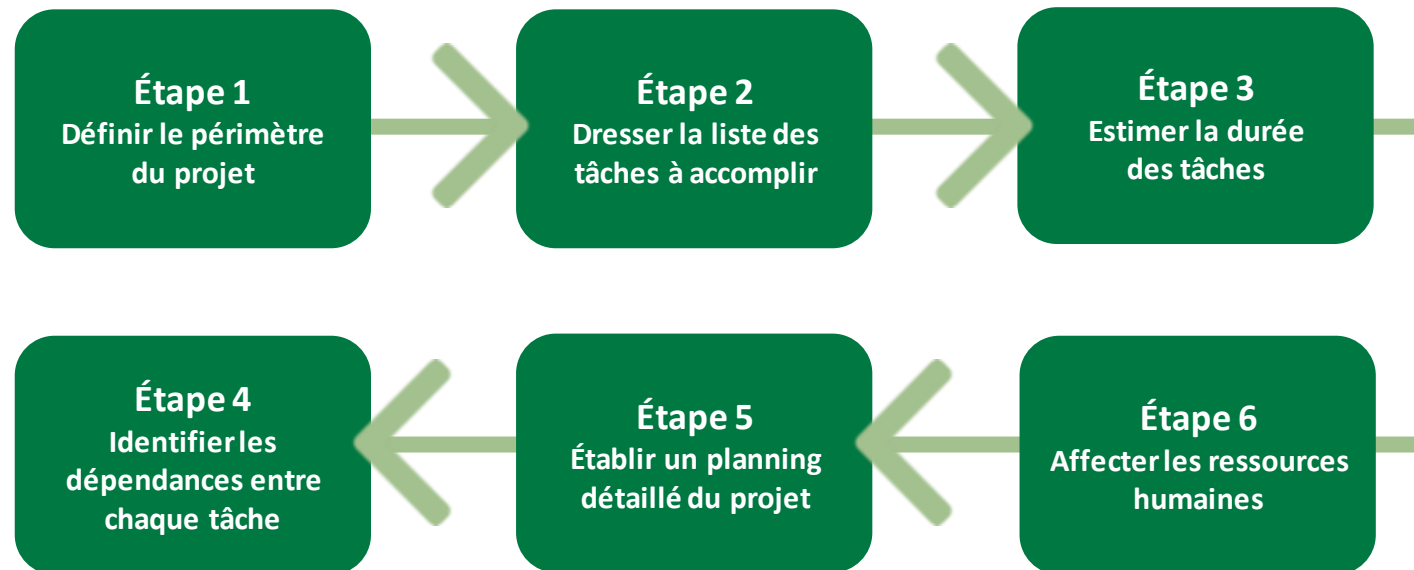 Étape 1
Définir le périmètre
du projet
Étape 2
Dresser la liste des
tâches à accomplir
Étape 3
Estimer la durée
des tâches
Étape 4
Identifier les
dépendances entre
chaque tâche
Étape 5
Établir un planning
détaillé du projet
Étape 6
Affecter les ressources
humaines